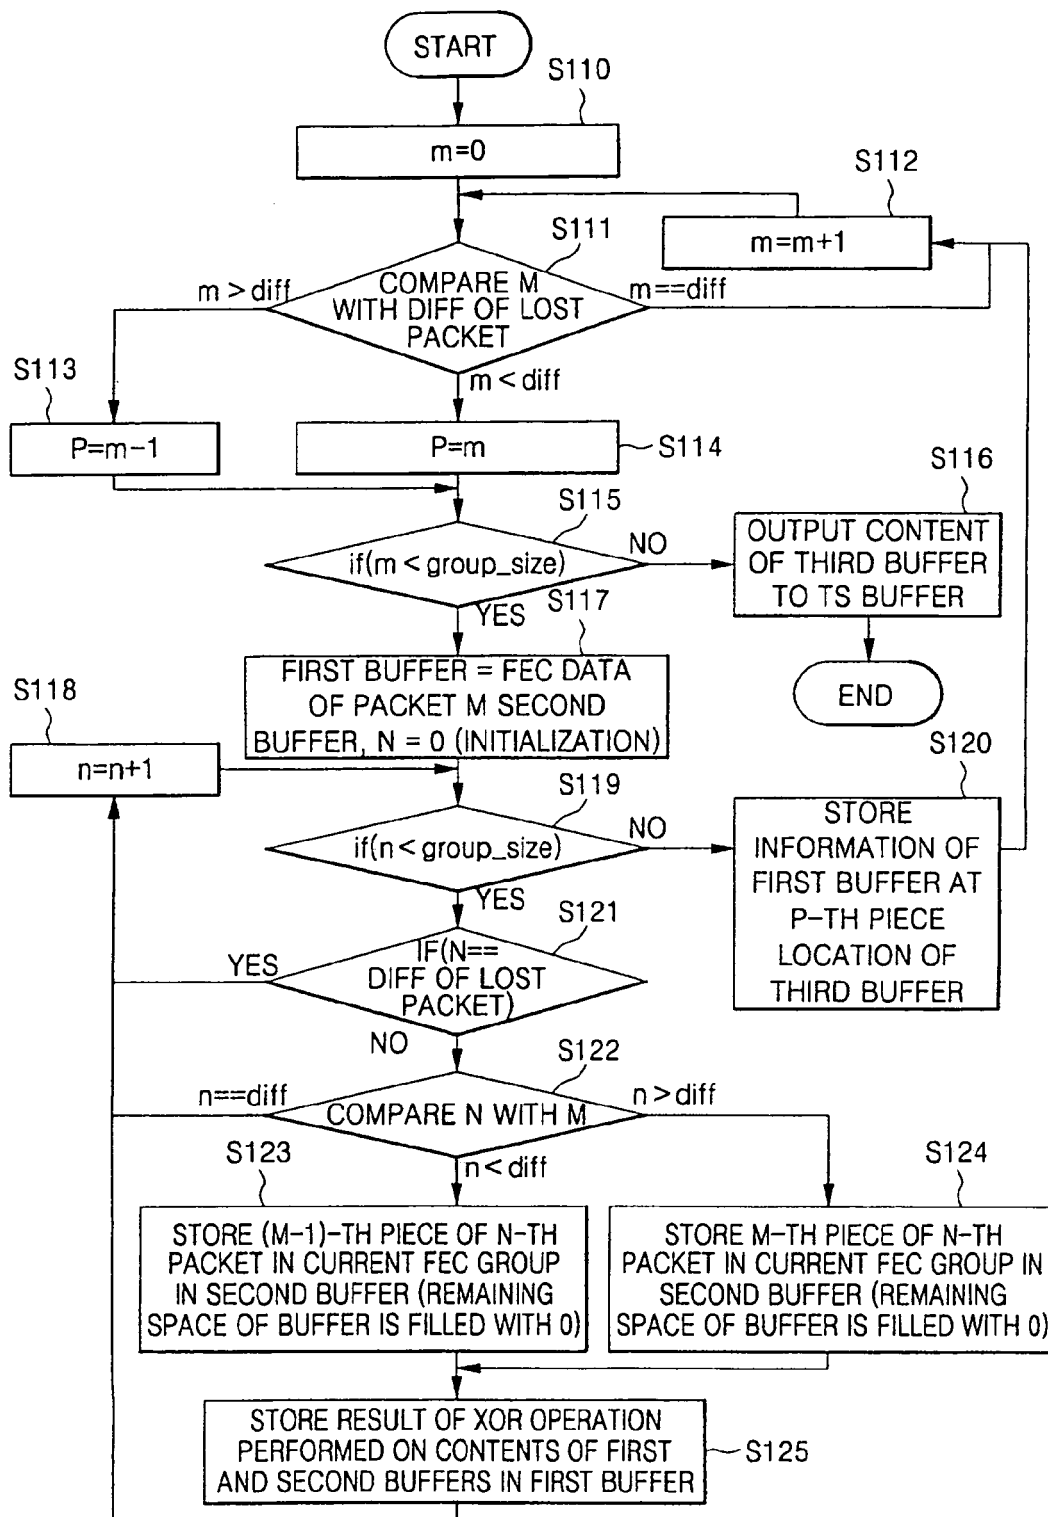 START
S110
m=0
S112
m=m+1
S111
COMPARE M
WITH DIFF OF LOST
PACKET
m > diff
m==diff
m < diff
S113
P=m−1
P=m
S114
S115
if(m < group_size)
NO
YES
S116
OUTPUT CONTENT
OF THIRD BUFFER
TO TS BUFFER
END
S117
FIRST BUFFER = FEC DATA
OF PACKET M SECOND
BUFFER, N = 0 (INITIALIZATION)
S118
n=n+1
S119
if(n < group_size)
NO
YES
S120
STORE
INFORMATION OF
FIRST BUFFER AT
P-TH PIECE
LOCATION OF
THIRD BUFFER
S121
IF(N==
DIFF OF LOST
PACKET)
YES
NO
S122
COMPARE N WITH M
n==diff
n > diff
n < diff
S123
STORE (M-1)-TH PIECE OF N-TH
PACKET IN CURRENT FEC GROUP
IN SECOND BUFFER (REMAINING
SPACE OF BUFFER IS FILLED WITH 0)
S124
STORE M-TH PIECE OF N-TH
PACKET IN CURRENT FEC GROUP IN
SECOND BUFFER (REMAINING
SPACE OF BUFFER IS FILLED WITH 0)
STORE RESULT OF XOR OPERATION
PERFORMED ON CONTENTS OF FIRST
AND SECOND BUFFERS IN FIRST BUFFER
S125